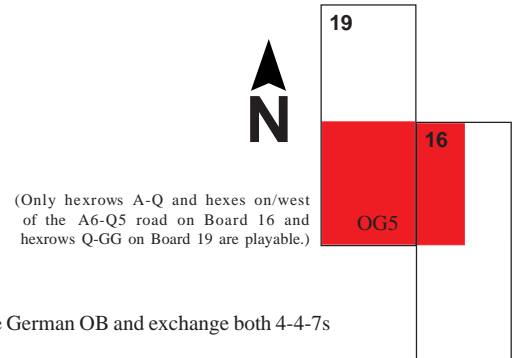 19
N
16
(Only hexrows A-Q and hexes on/west
of the A6-Q5 road on Board 16 and
hexrows Q-GG on Board 19 are playable.)
OG5
German OB and exchange both 4-4-7s